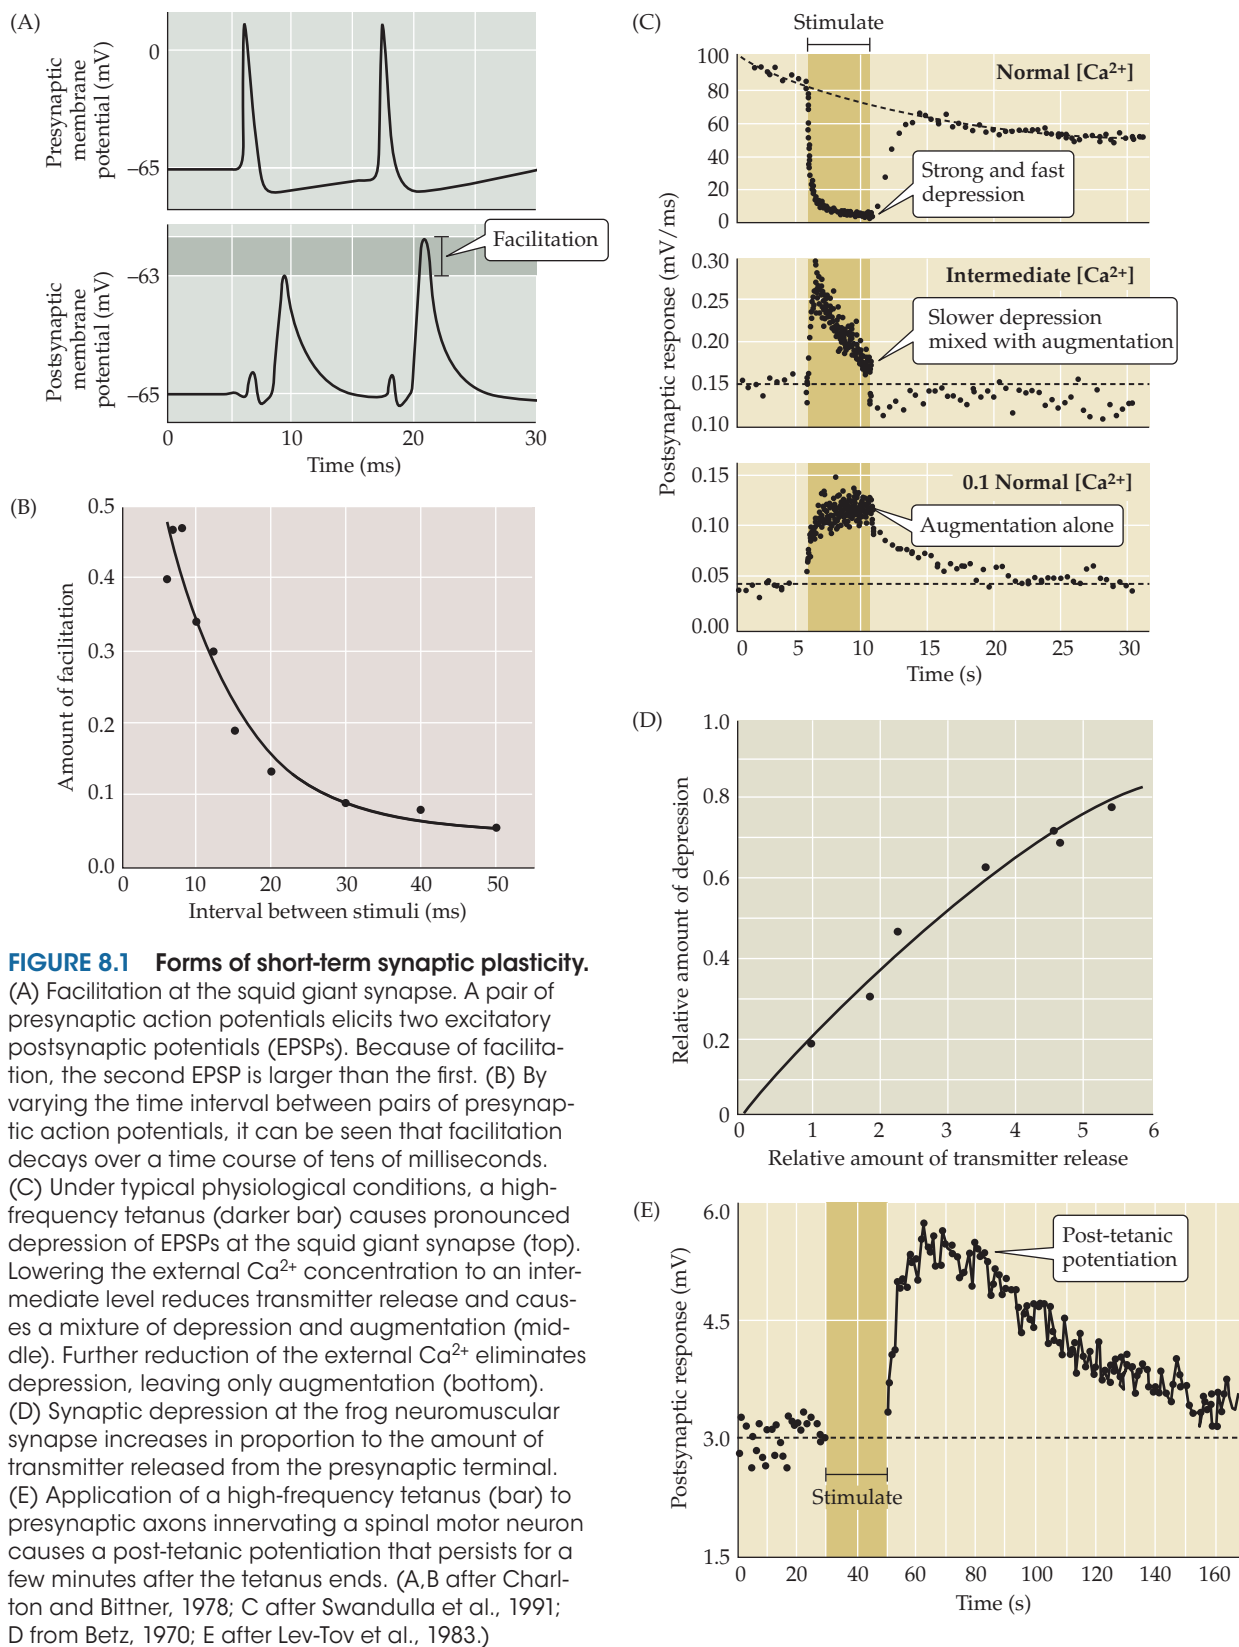 (A)
Presynaptic
membrane
potential (mV)
0
–65
Facilitation
Postsynaptic
membrane
potential (mV)
–63
–65
0
10
20
30
Time (ms)
(B)
Amount of facilitation
0.5
0.4
0.3
0.2
0.1
0.0
0
10
20
30
40
50
Interval between stimuli (ms)
FIGURE 8.1 Forms of short-term synaptic plasticity.
(A) Facilitation at the squid giant synapse. A pair of
presynaptic action potentials elicits two excitatory
postsynaptic potentials (EPSPs). Because of facilita-
tion, the second EPSP is larger than the first. (B) By
varying the time interval between pairs of presynap-
tic action potentials, it can be seen that facilitation
decays over a time course of tens of milliseconds.
(C) Under typical physiological conditions, a high-
frequency tetanus (darker bar) causes pronounced
depression of EPSPs at the squid giant synapse (top).
Lowering the external Ca²⁺ concentration to an inter-
mediate level reduces transmitter release and caus-
es a mixture of depression and augmentation (mid-
dle). Further reduction of the external Ca²⁺ eliminates
depression, leaving only augmentation (bottom).
(D) Synaptic depression at the frog neuromuscular
synapse increases in proportion to the amount of
transmitter released from the presynaptic terminal.
(E) Application of a high-frequency tetanus (bar) to
presynaptic axons innervating a spinal motor neuron
causes a post-tetanic potentiation that persists for a
few minutes after the tetanus ends. (A,B after Charl-
ton and Bittner, 1978; C after Swandulla et al., 1991;
D from Betz, 1970; E after Lev-Tov et al., 1983.)
(C)
Stimulate
Postsynaptic response (mV/ms)
100
80
60
40
20
0
Normal [Ca²⁺]
Strong and fast
depression
0.30
0.25
0.20
0.15
0.10
Intermediate [Ca²⁺]
Slower depression
mixed with augmentation
0.15
0.10
0.05
0.00
0.1 Normal [Ca²⁺]
Augmentation alone
0
5
10
15
20
25
30
Time (s)
(D)
Relative amount of depression
1.0
0.8
0.6
0.4
0.2
0
0
1
2
3
4
5
6
Relative amount of transmitter release
(E)
Postsynaptic response (mV)
6.0
4.5
3.0
1.5
Post-tetanic
potentiation
Stimulate
0
20
40
60
80
100
120
140
160
Time (s)